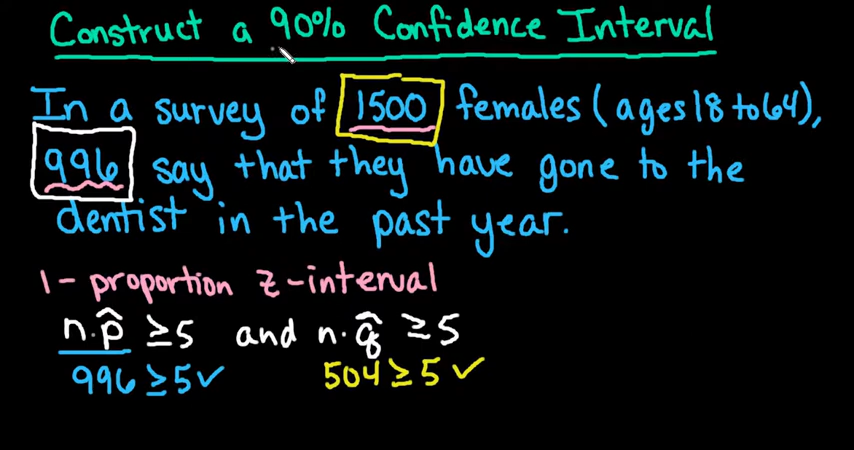 Construct a 90% Confidence Interval
In a survey of 1500 females (ages 18 to 64),
996 say that they have gone to the
dentist in the past year.
1 - proportion z-interval
n·p̂ ≥ 5 and n·q̂ ≥ 5
996 ≥ 5 ✓ 504 ≥ 5 ✓